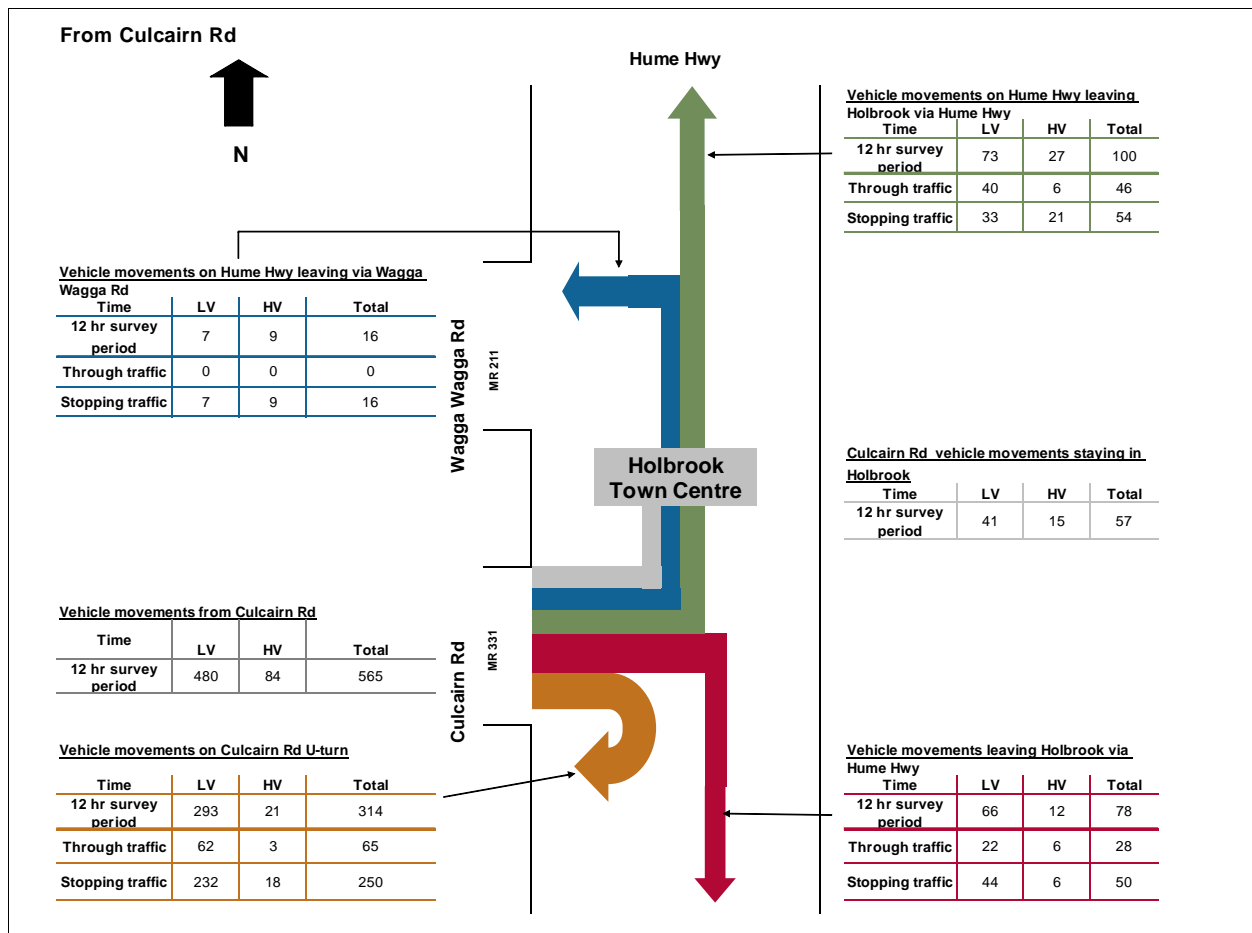 From Culcairn Rd
N
Hume Hwy
Vehicle movements on Hume Hwy leaving
Holbrook via Hume Hwy
Time LV HV Total
12 hr survey
period 73 27 100
Through traffic 40 6 46
Stopping traffic 33 21 54
Vehicle movements on Hume Hwy leaving via Wagga
Wagga Rd
Time LV HV Total
12 hr survey
period 7 9 16
Through traffic 0 0 0
Stopping traffic 7 9 16
Wagga Wagga Rd
MR 211
Holbrook
Town Centre
Culcairn Rd vehicle movements staying in
Holbrook
Time LV HV Total
12 hr survey
period 41 15 57
Vehicle movements from Culcairn Rd
Time LV HV Total
12 hr survey
period 480 84 565
Culcairn Rd
MR 331
Vehicle movements on Culcairn Rd U-turn
Time LV HV Total
12 hr survey
period 293 21 314
Through traffic 62 3 65
Stopping traffic 232 18 250
Vehicle movements leaving Holbrook via
Hume Hwy
Time LV HV Total
12 hr survey
period 66 12 78
Through traffic 22 6 28
Stopping traffic 44 6 50